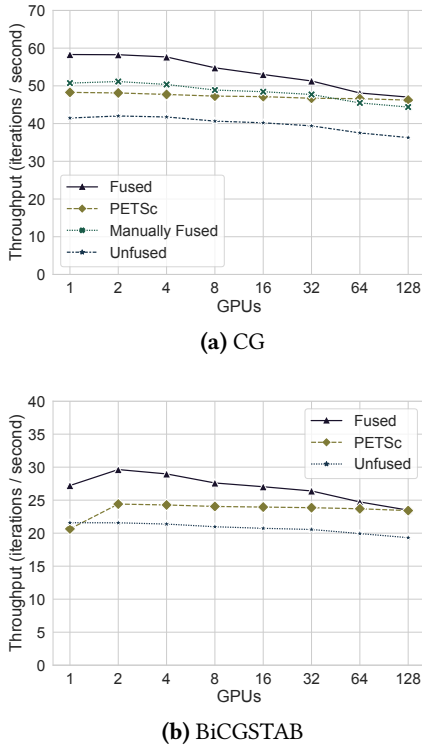 70
60
50
40
30
20
10
0
Throughput (iterations / second)
Fused
PETSc
Manually Fused
Unfused
1 2 4 8 16 32 64 128
GPUs
(a) CG
40
35
30
25
20
15
10
5
0
Throughput (iterations / second)
Fused
PETSc
Unfused
1 2 4 8 16 32 64 128
GPUs
(b) BiCGSTAB